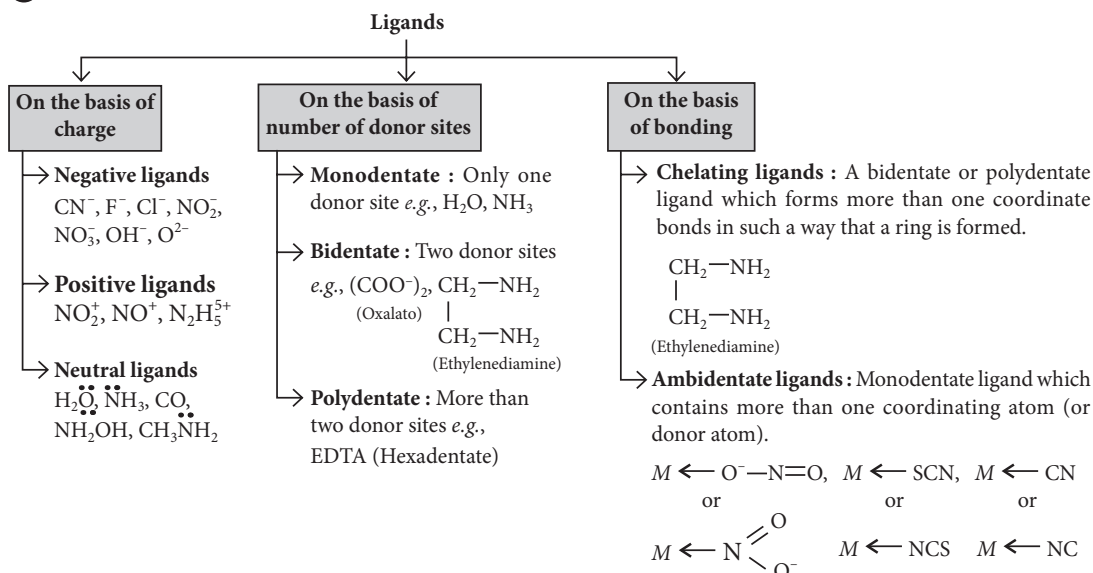 Ligands
On the basis of
charge
Negative ligands
CN⁻, F⁻, Cl⁻, NO₂⁻,
NO₃⁻, OH⁻, O²⁻
Positive ligands
NO₂⁺, NO⁺, N₂H₅⁵⁺
Neutral ligands
H₂O, NH₃, CO,
NH₂OH, CH₃NH₂
On the basis of
number of donor sites
Monodentate : Only one
donor site e.g., H₂O, NH₃
Bidentate : Two donor sites
e.g., (COO⁻)₂, CH₂—NH₂
(Oxalato)
CH₂—NH₂
(Ethylenediamine)
Polydentate : More than
two donor sites e.g.,
EDTA (Hexadentate)
On the basis
of bonding
Chelating ligands : A bidentate or polydentate
ligand which forms more than one coordinate
bonds in such a way that a ring is formed.
CH₂—NH₂
CH₂—NH₂
(Ethylenediamine)
Ambidentate ligands : Monodentate ligand which
contains more than one coordinating atom (or
donor atom).
M ← O⁻—N=O, M ← SCN, M ← CN
or or or
O
M ← N M ← NCS M ← NC
O⁻